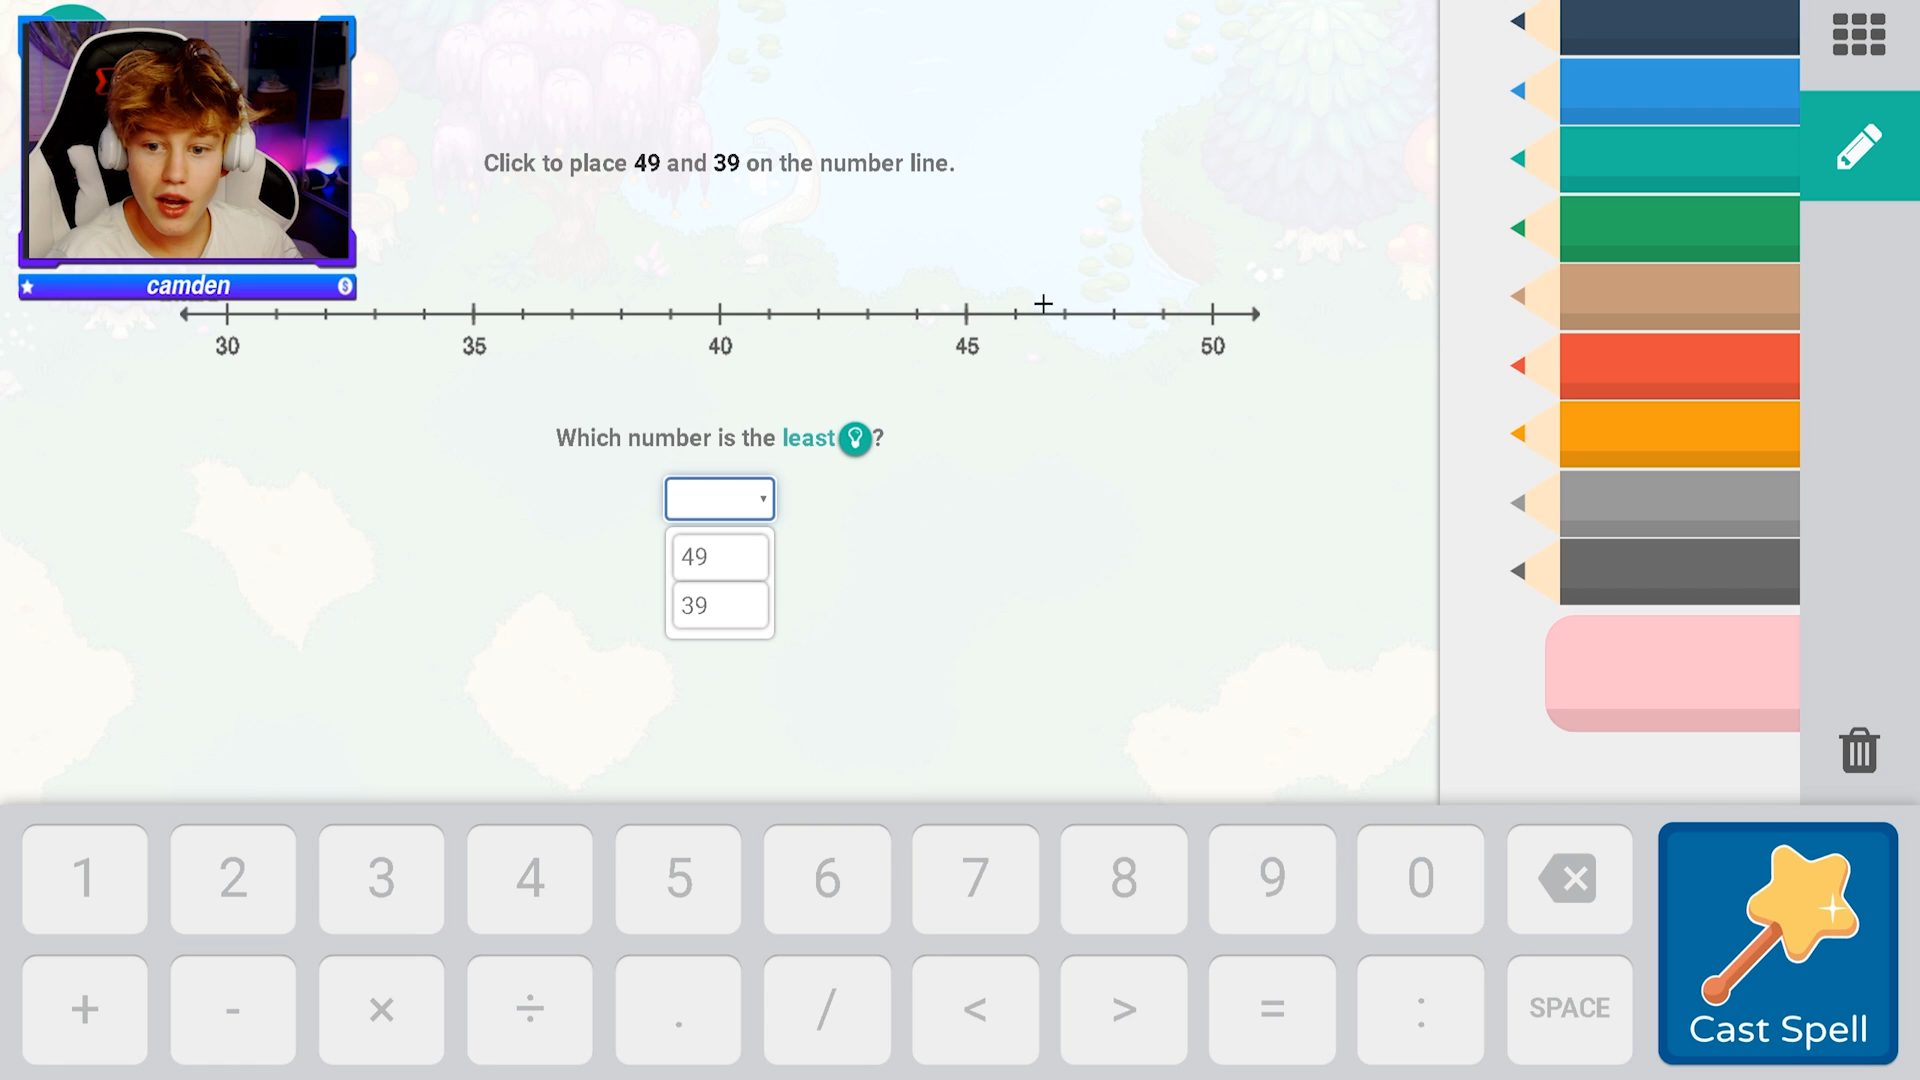 Click to place 49 and 39 on the number line.
camden
30 35 40 45 50
Which number is the least ?
49
39
1 2 3 4 5 6 7 8 9 0
+ - × ÷ . / < > = : SPACE
Cast Spell